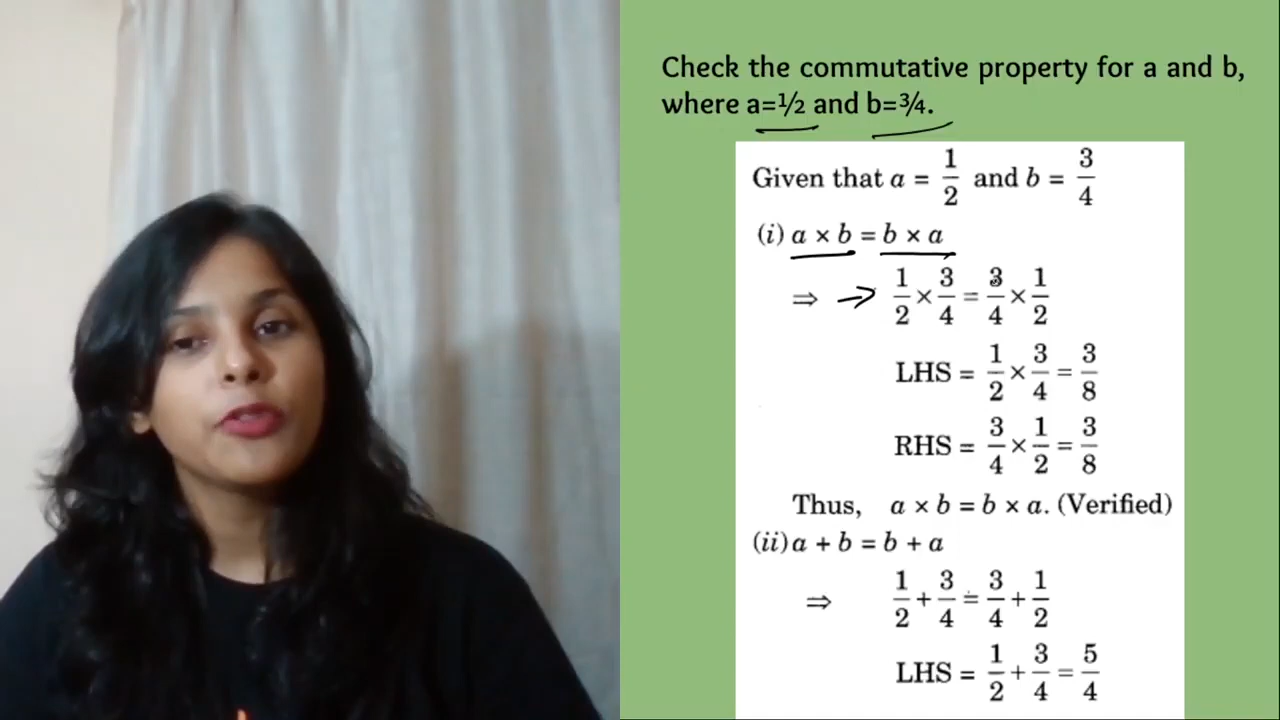 Check the commutative property for a and b,
where a=½ and b=¾.
Given that a = 1/2 and b = 3/4
(i) a × b = b × a
⇒ → 1/2 × 3/4 = 3/4 × 1/2
LHS = 1/2 × 3/4 = 3/8
RHS = 3/4 × 1/2 = 3/8
Thus, a × b = b × a. (Verified)
(ii) a + b = b + a
⇒ 1/2 + 3/4 = 3/4 + 1/2
LHS = 1/2 + 3/4 = 5/4